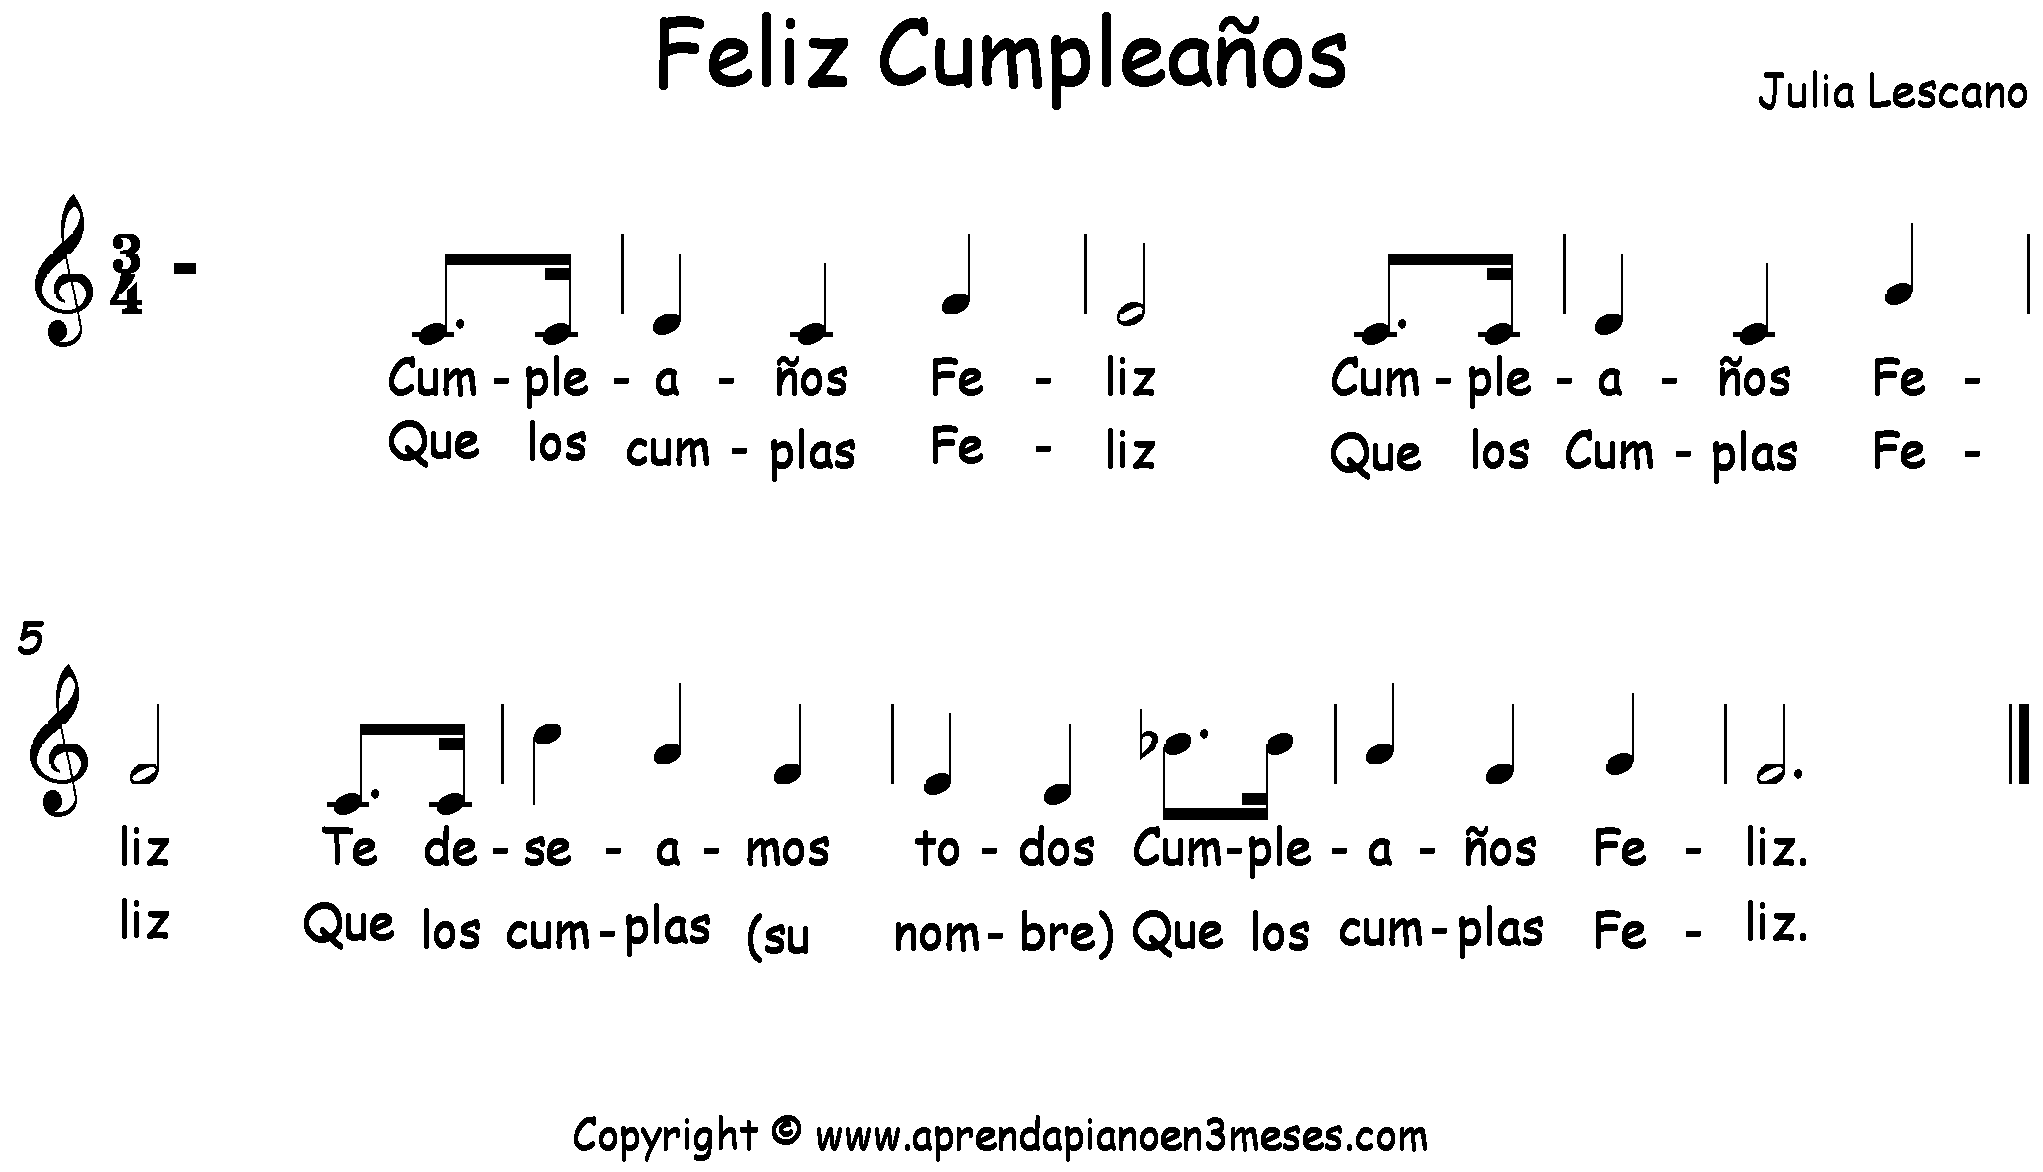 Feliz Cumpleaños
Julia Lescano
3
4
Cum - ple - a - ños Fe - liz Cum - ple - a - ños Fe -
Que los cum - plas Fe - liz Que los Cum - plas Fe -
5
liz Te de - se - a - mos to - dos Cum-ple - a - ños Fe - liz.
liz Que los cum-plas (su nom- bre) Que los cum-plas Fe - liz.
Copyright © www.aprendapianoen3meses.com